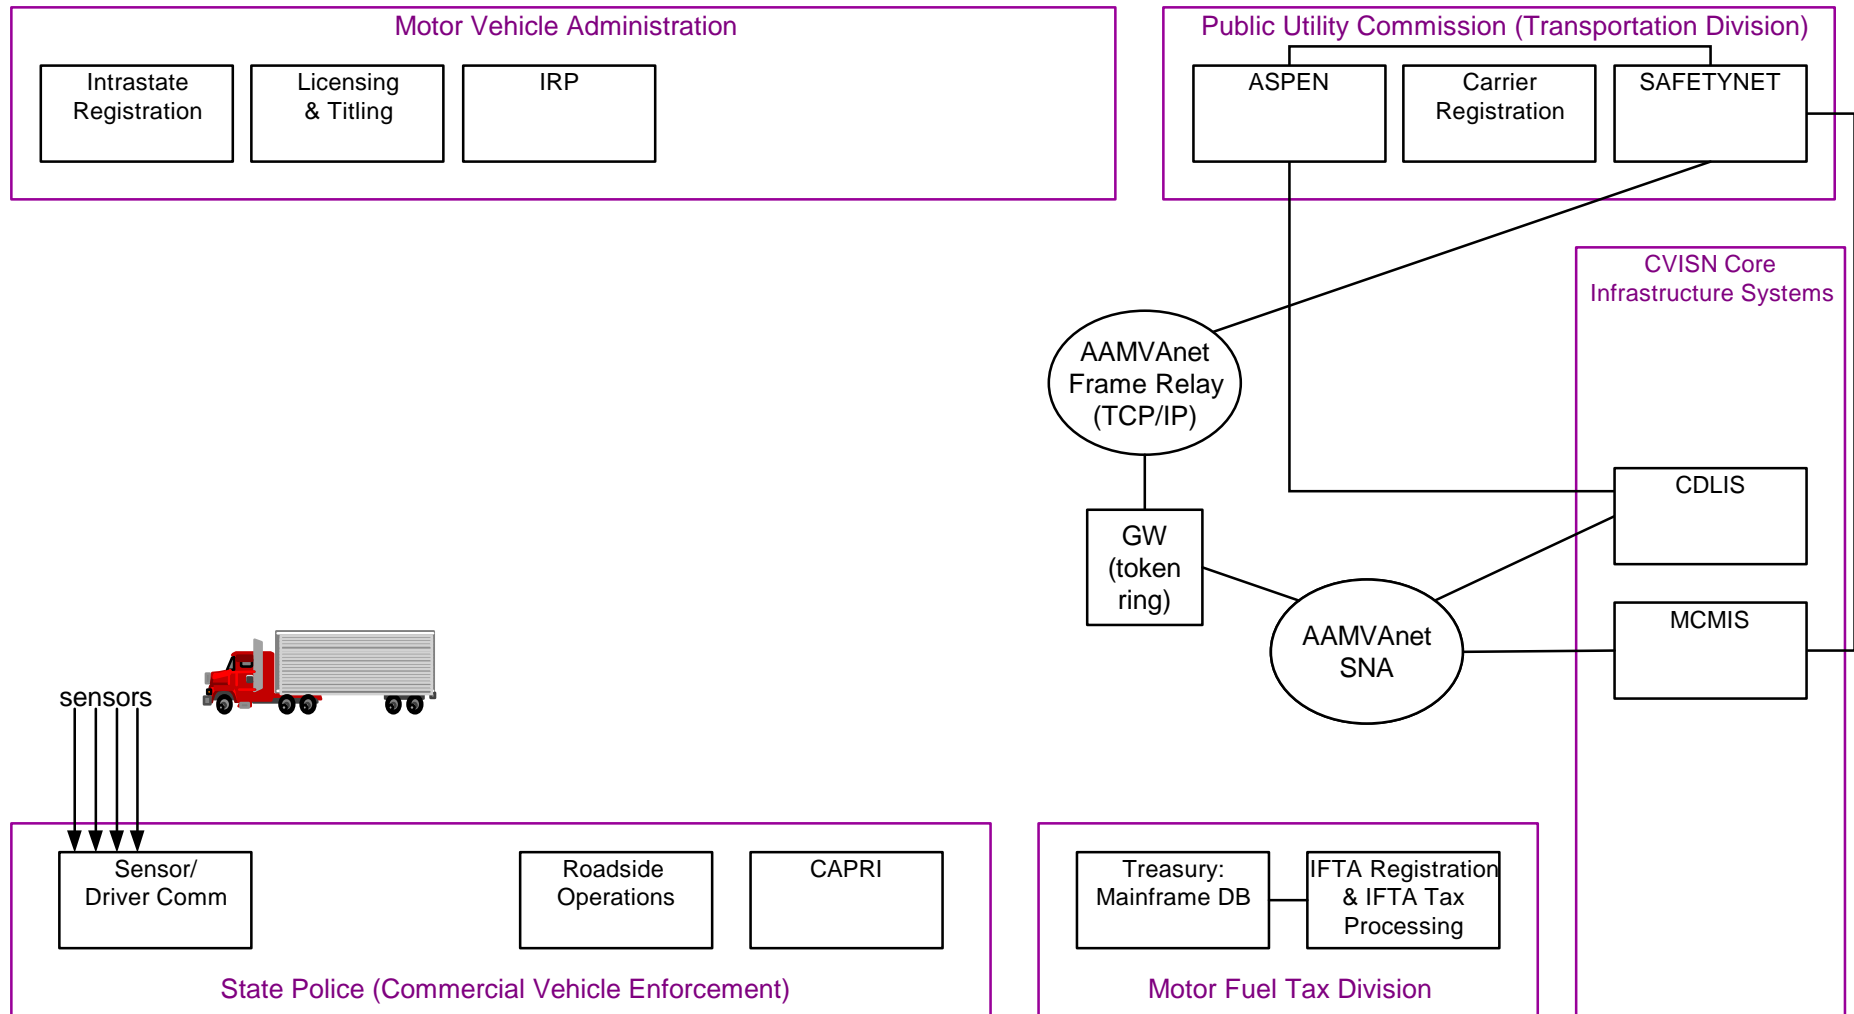 Motor Vehicle Administration
Intrastate
Registration
Licensing
& Titling
IRP
Public Utility Commission (Transportation Division)
ASPEN
Carrier
Registration
SAFETYNET
CVISN Core
Infrastructure Systems
AAMVAnet
Frame Relay
(TCP/IP)
CDLIS
GW
(token
ring)
AAMVAnet
SNA
MCMIS
sensors
Sensor/
Driver Comm
Roadside
Operations
CAPRI
State Police (Commercial Vehicle Enforcement)
Treasury:
Mainframe DB
IFTA Registration
& IFTA Tax
Processing
Motor Fuel Tax Division